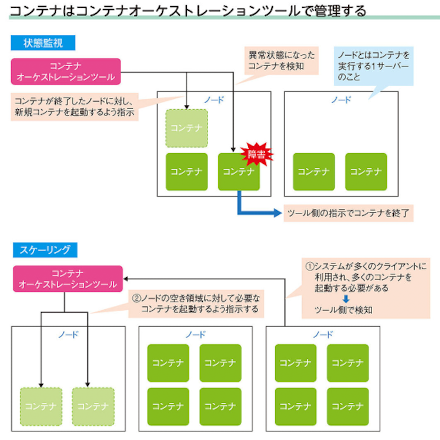 コンテナはコンテナオーケストレーションツールで管理する
状態監視
コンテナ
オーケストレーションツール
異常状態になった
コンテナを検知
ノードとはコンテナを
実行する1サーバー
のこと
コンテナが終了したノードに対し、
新規コンテナを起動するよう指示
ノード
ノード
コンテナ
障害
コンテナ
コンテナ
コンテナ
コンテナ
ツール側の指示でコンテナを終了
スケーリング
コンテナ
オーケストレーションツール
①システムが多くのクライアントに
利用され、多くのコンテナを
起動する必要がある
ツール側で検知
②ノードの空き領域に対して必要な
コンテナを起動するよう指示する
ノード
ノード
ノード
コンテナ
コンテナ
コンテナ
コンテナ
コンテナ
コンテナ
コンテナ
コンテナ
コンテナ
コンテナ